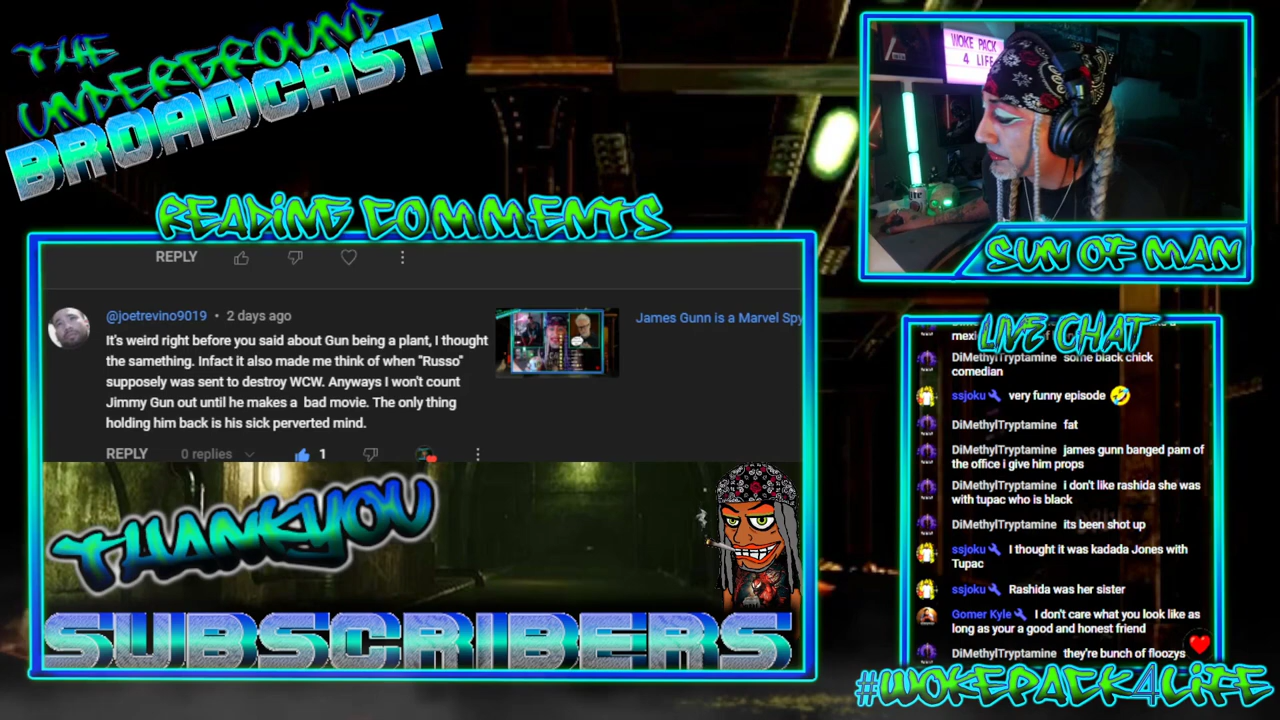 THE
UNDERGROUND
BROADCAST
WOKE PACK
4 LIFE
SUN OF MAN
READING COMMENTS
REPLY
@joetrevino9019 • 2 days ago
It's weird right before you said about Gun being a plant, I thought
the samething. Infact it also made me think of when "Russo"
supposely was sent to destroy WCW. Anyways I won't count
Jimmy Gun out until he makes a bad movie. The only thing
holding him back is his sick perverted mind.
James Gunn is a Marvel Spy
REPLY 0 replies 1
THANKYOU
SUBSCRIBERS
LIVE CHAT
mexi
DiMethylTryptamine some black chick
comedian
ssjoku very funny episode 🤣
DiMethylTryptamine fat
DiMethylTryptamine james gunn banged pam of
the office i give him props
DiMethylTryptamine i don't like rashida she was
with tupac who is black
DiMethylTryptamine its been shot up
ssjoku I thought it was kadada Jones with
Tupac
ssjoku Rashida was her sister
Gomer Kyle I don't care what you look like as
long as your a good and honest friend
DiMethylTryptamine they're bunch of floozys
#WOKEPACK4LIFE